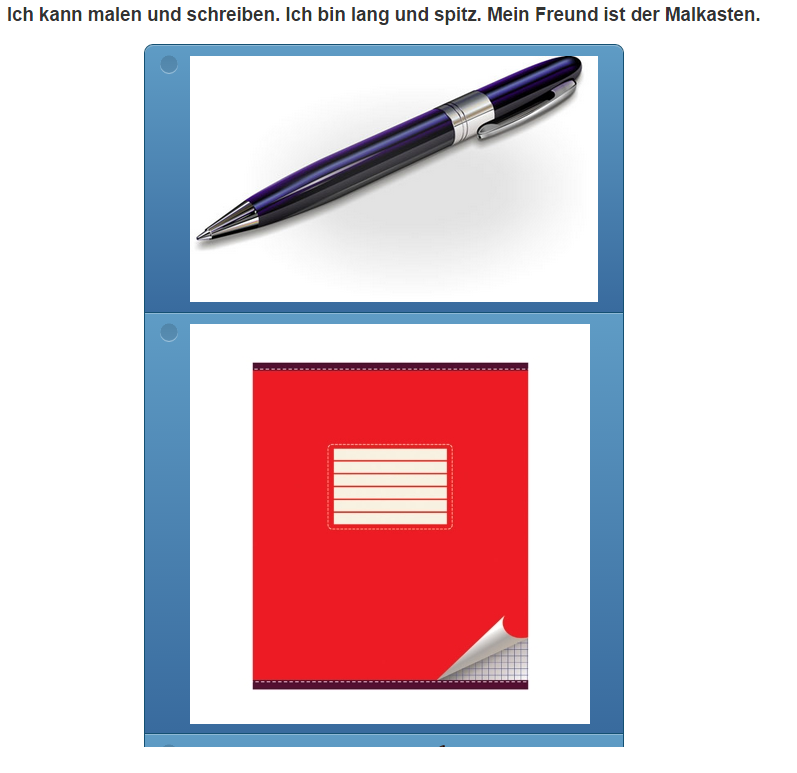 Ich kann malen und schreiben. Ich bin lang und spitz. Mein Freund ist der Malkasten.